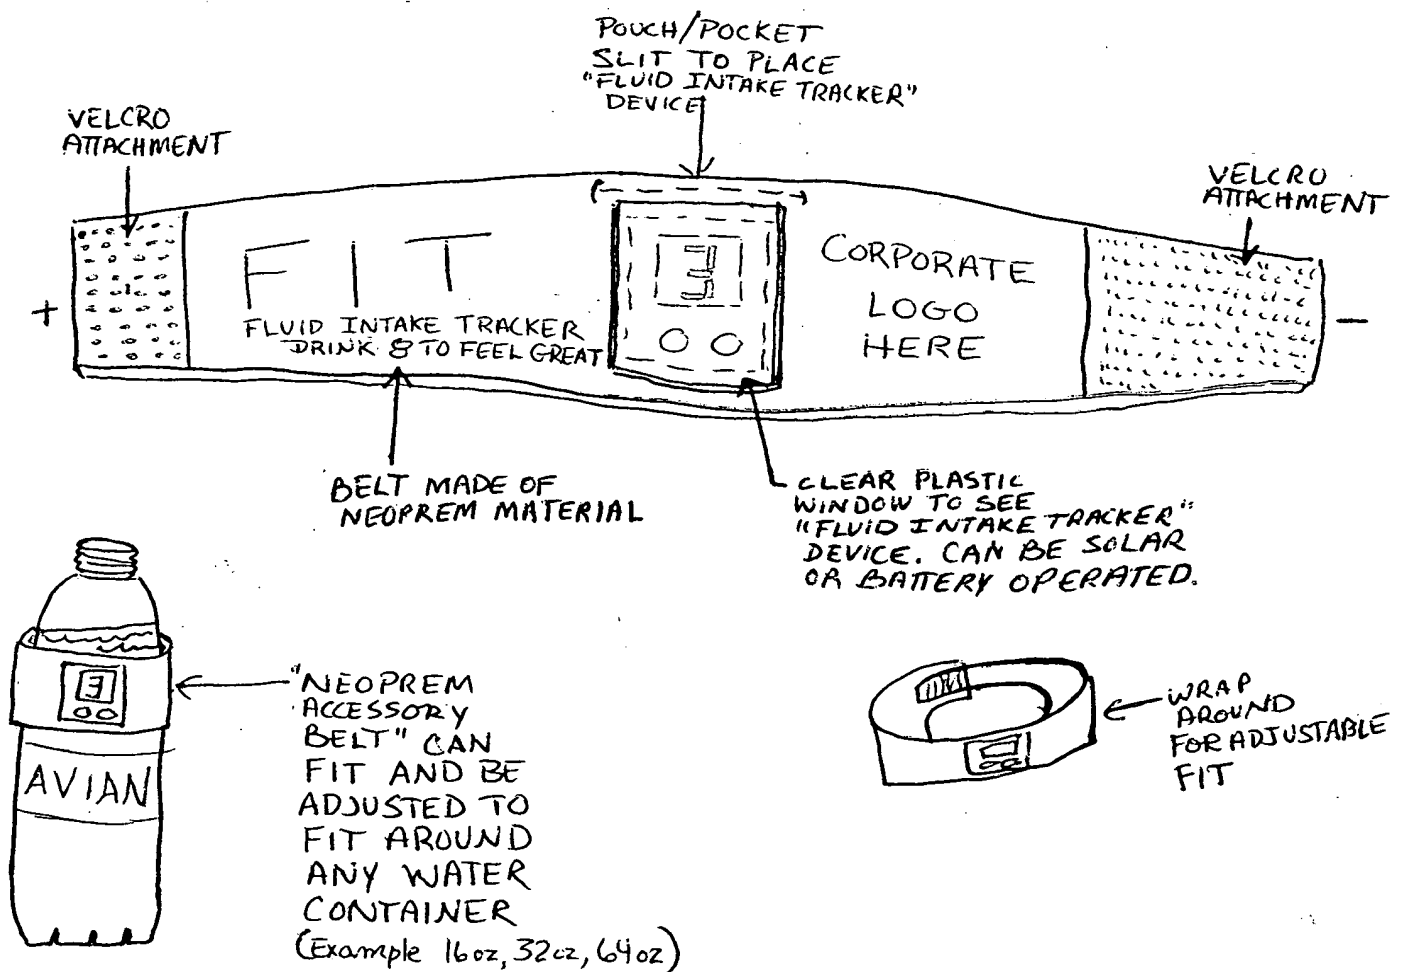 POUCH/POCKET
SLIT TO PLACE
"FLUID INTAKE TRACKER"
DEVICE
VELCRO
ATTACHMENT
VELCRO
ATTACHMENT
+
FIT
FLUID INTAKE TRACKER
DRINK 8 TO FEEL GREAT
3
CORPORATE
LOGO
HERE
-
BELT MADE OF
NEOPREM MATERIAL
CLEAR PLASTIC
WINDOW TO SEE
"FLUID INTAKE TRACKER"
DEVICE. CAN BE SOLAR
OR BATTERY OPERATED.
3
AVIAN
"NEOPREM
ACCESSORY
BELT" CAN
FIT AND BE
ADJUSTED TO
FIT AROUND
ANY WATER
CONTAINER
(Example 16oz, 32oz, 64oz)
WRAP
AROUND
FOR ADJUSTABLE
FIT